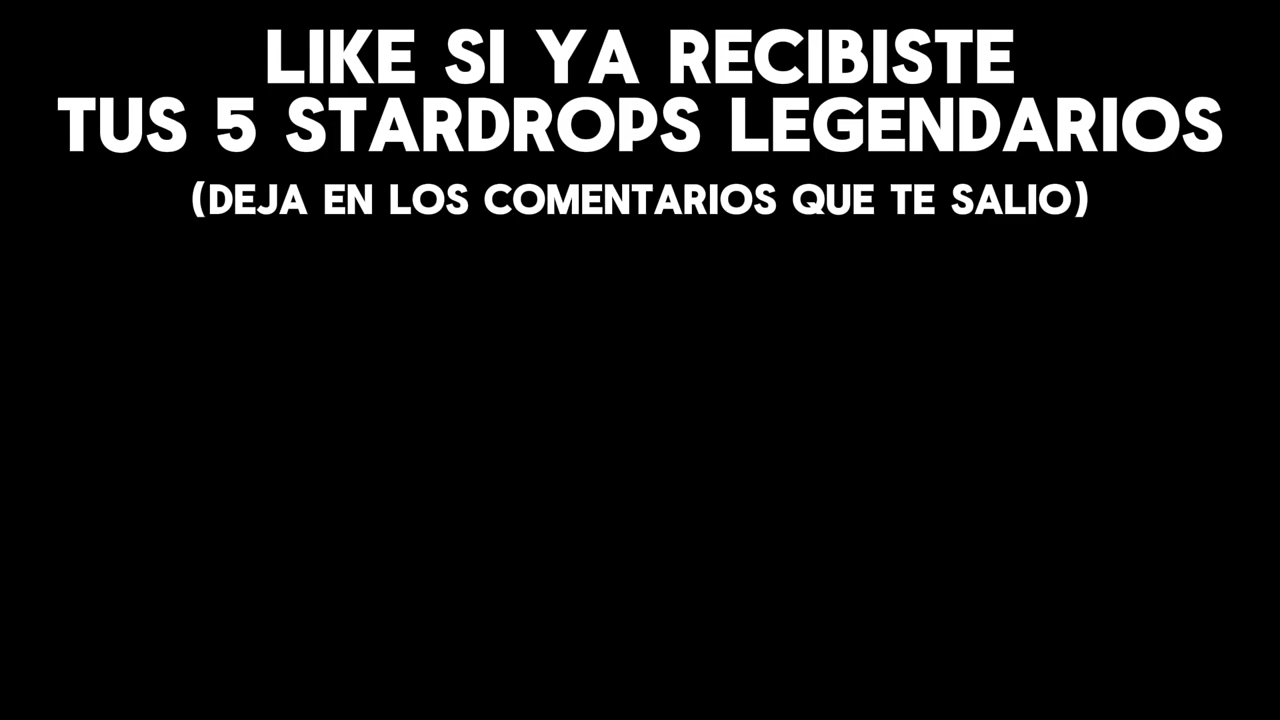 LIKE SI YA RECIBISTE
TUS 5 STARDROPS LEGENDARIOS
(DEJA EN LOS COMENTARIOS QUE TE SALIO)